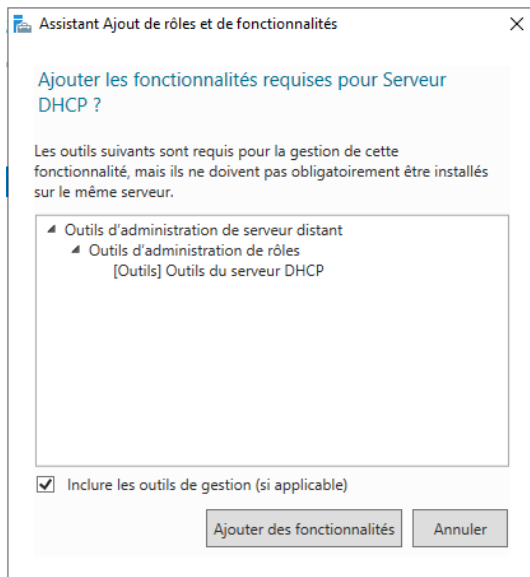 Assistant Ajout de rôles et de fonctionnalités
Ajouter les fonctionnalités requises pour Serveur
DHCP ?
Les outils suivants sont requis pour la gestion de cette
fonctionnalité, mais ils ne doivent pas obligatoirement être installés
sur le même serveur.
Outils d'administration de serveur distant
Outils d'administration de rôles
[Outils] Outils du serveur DHCP
Inclure les outils de gestion (si applicable)
Ajouter des fonctionnalités
Annuler